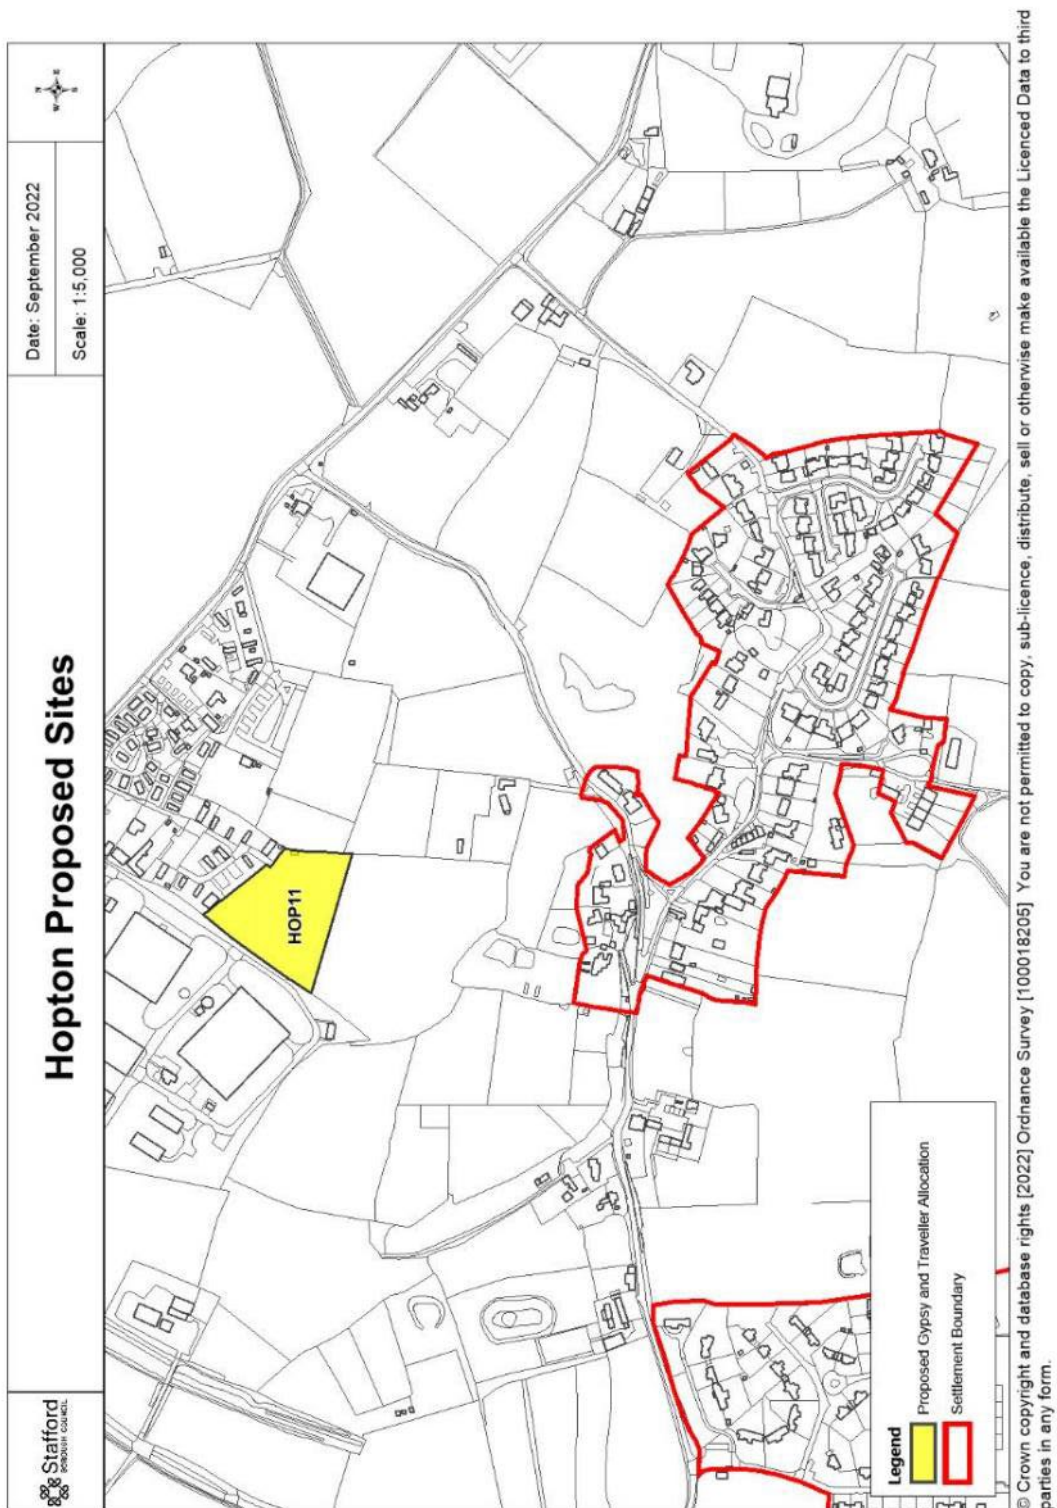 Stafford
BOROUGH COUNCIL
Hopton Proposed Sites
Date: September 2022
Scale: 1:5,000
N
W E
S
HOP11
Legend
Proposed Gypsy and Traveller Allocation
Settlement Boundary
© Crown copyright and database rights [2022] Ordnance Survey [100018205] You are not permitted to copy, sub-licence, distribute, sell or otherwise make available the Licenced Data to third
parties in any form.